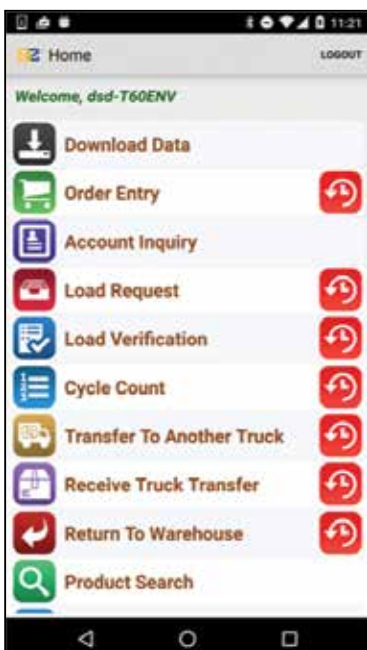 11:21
Home
LOGOUT
Welcome, dsd-T60ENV
Download Data
Order Entry
Account Inquiry
Load Request
Load Verification
Cycle Count
Transfer To Another Truck
Receive Truck Transfer
Return To Warehouse
Product Search